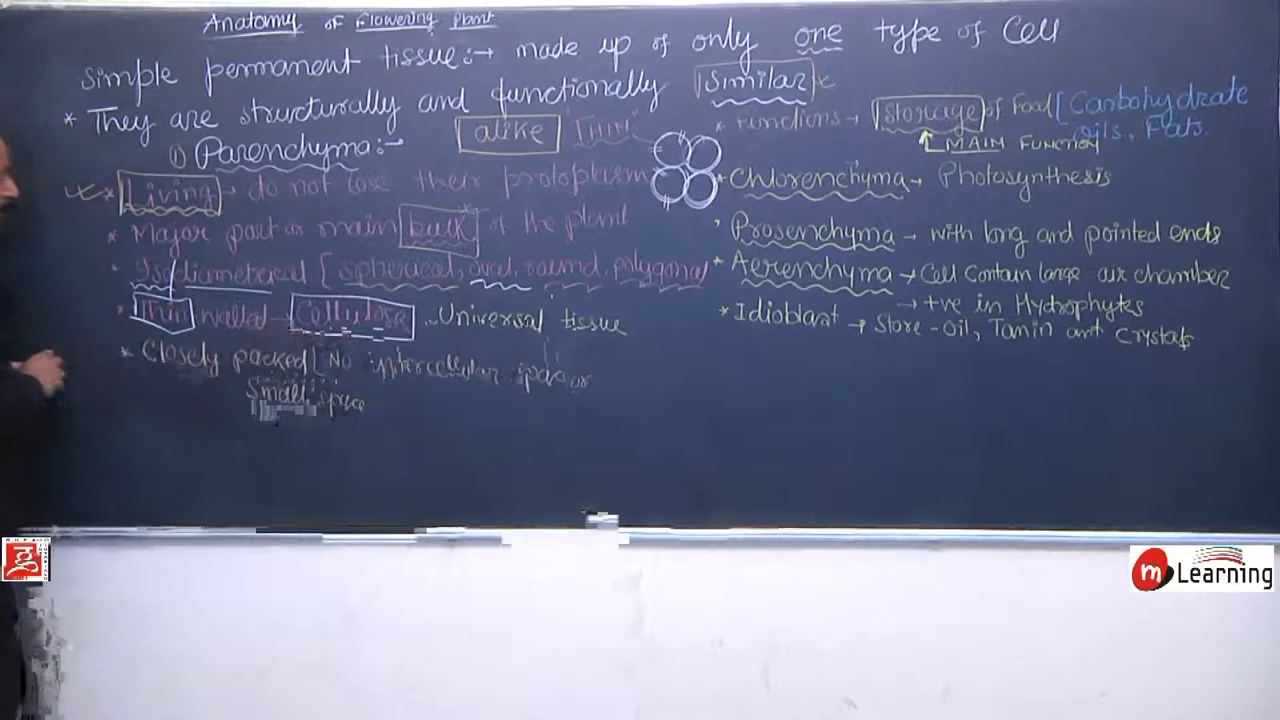 Anatomy of Flowering Plant
Simple permanent tissue:→ made up of only one type of Cell
* They are structurally and functionally Similar
alike
① Parenchyma:→
* Living → do not lose their protoplasm
* Major part or main bulk of the plant
* Isodiametrical [spherical, oval, round, polygonal
* Thin walled → Cellulose
Universal tissue
* Closely packed [No intercellular or
Small space
* Functions → Storage of Food [Carbohydrate
Oils, Fats.
MAIN FUNCTION
* Chlorenchyma → Photosynthesis
Prosenchyma → with long and pointed ends
* Aerenchyma → Cell Contain large air chamber
→ +ve in Hydrophytes
* Idioblast → Store - Oil, Tanin and Crystals
m Learning